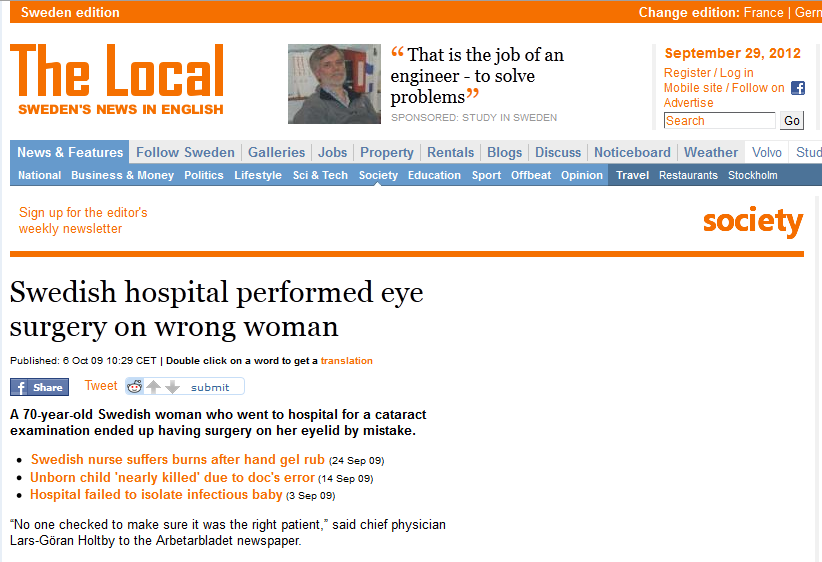 Sweden edition
Change edition: France | Gern
The Local
SWEDEN'S NEWS IN ENGLISH
“ That is the job of an
engineer - to solve
problems”
SPONSORED: STUDY IN SWEDEN
September 29, 2012
Register / Log in
Mobile site / Follow on f
Advertise
Search Go
News & Features Follow Sweden Galleries Jobs Property Rentals Blogs Discuss Noticeboard Weather Volvo Stud
National Business & Money Politics Lifestyle Sci & Tech Society Education Sport Offbeat Opinion Travel Restaurants Stockholm
Sign up for the editor's
weekly newsletter
society
Swedish hospital performed eye
surgery on wrong woman
Published: 6 Oct 09 10:29 CET | Double click on a word to get a translation
f Share Tweet submit
A 70-year-old Swedish woman who went to hospital for a cataract
examination ended up having surgery on her eyelid by mistake.
• Swedish nurse suffers burns after hand gel rub (24 Sep 09)
• Unborn child 'nearly killed' due to doc's error (14 Sep 09)
• Hospital failed to isolate infectious baby (3 Sep 09)
“No one checked to make sure it was the right patient,” said chief physician
Lars-Göran Holtby to the Arbetarbladet newspaper.